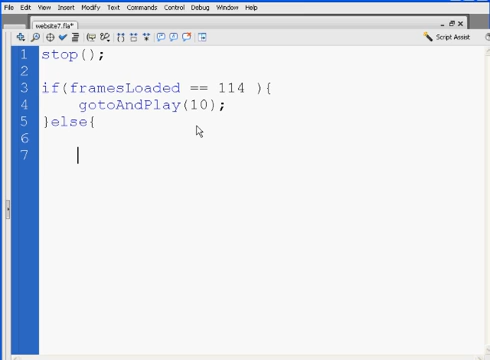 File Edit View Insert Modify Text Commands Control Debug Window Help
website7.fla*
Script Assist
1 stop();
2
3 if(framesLoaded == 114 ){
4 gotoAndPlay(10);
5 }else{
6
7